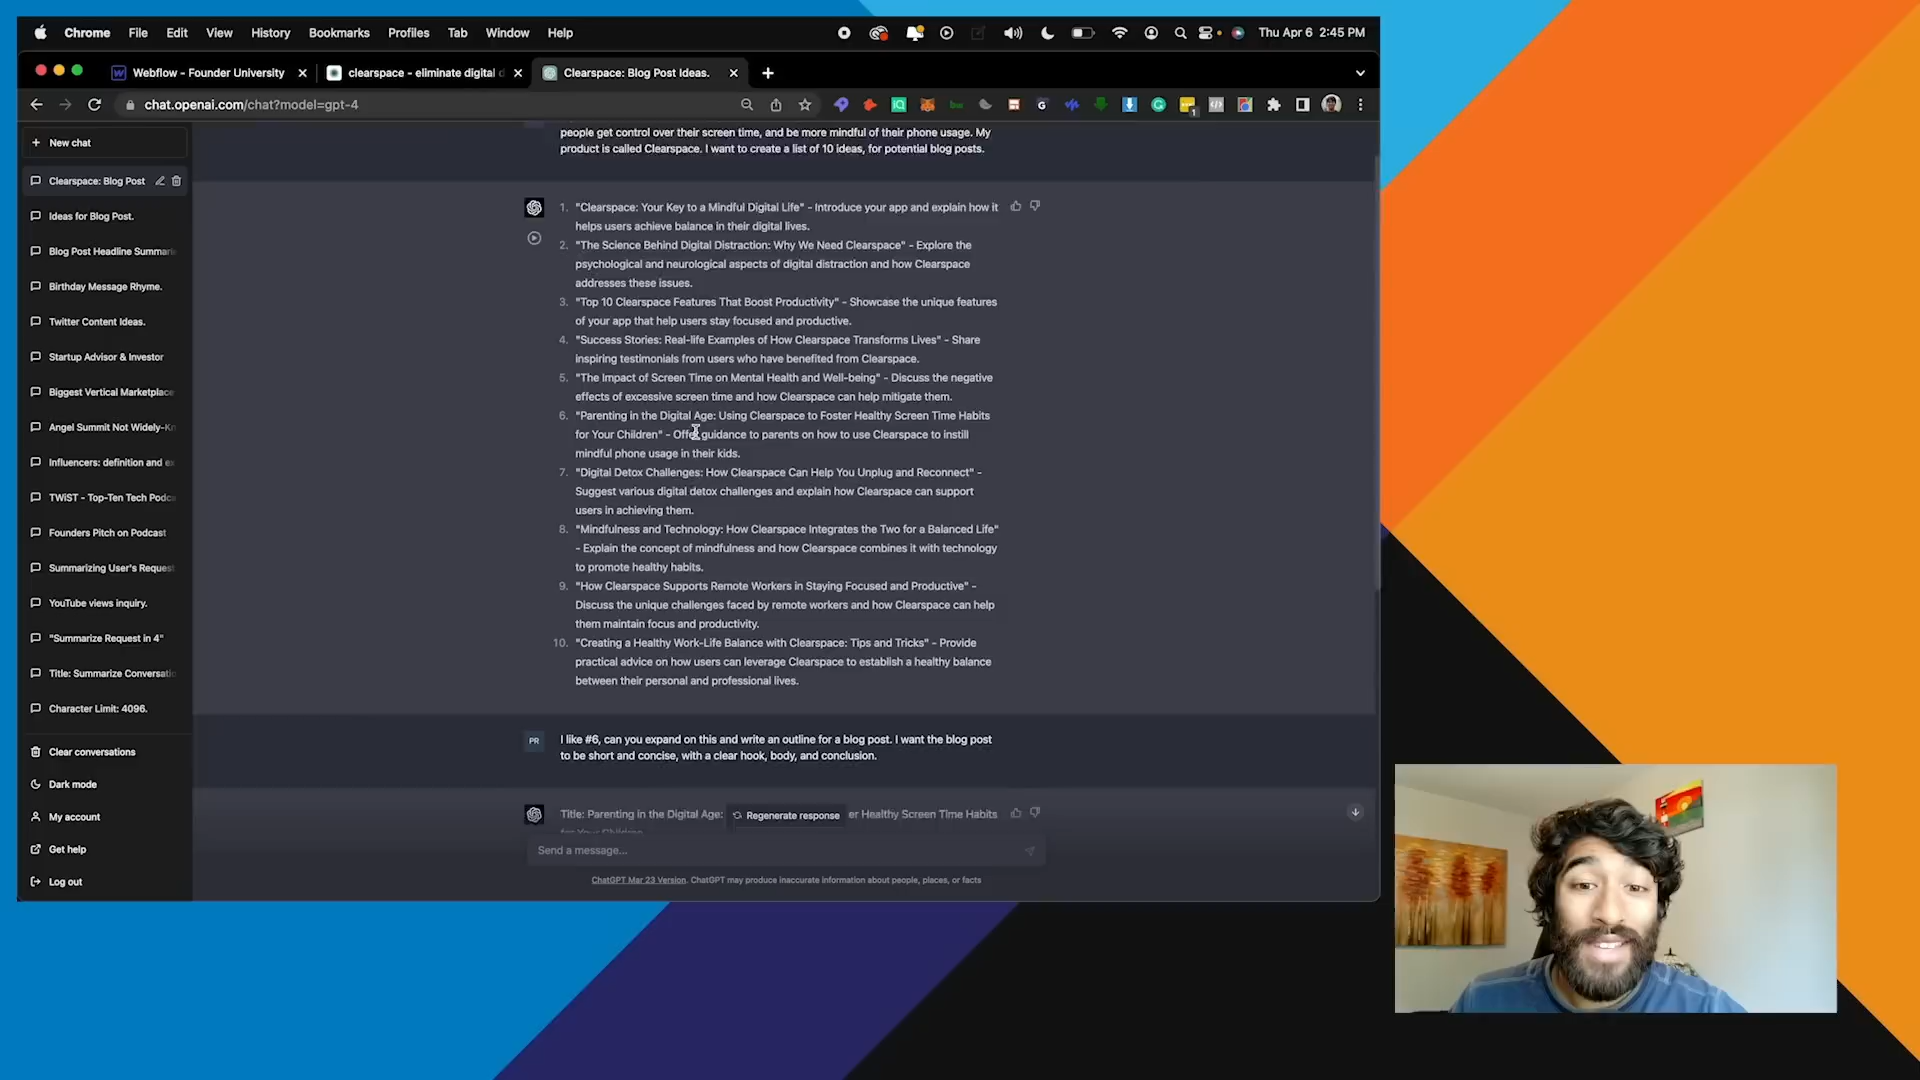 Chrome File Edit View History Bookmarks Profiles Tab Window Help
Thu Apr 6 2:45 PM
Webflow - Founder University
clearspace - eliminate digital
Clearspace: Blog Post Ideas.
chat.openai.com/chat?model=gpt-4
New chat
Clearspace: Blog Post
Ideas for Blog Post.
Blog Post Headline Summari
Birthday Message Rhyme.
Twitter Content Ideas.
Startup Advisor & Investor
Biggest Vertical Marketplace
Angel Summit Not Widely-Kn
Influencers: definition and ex
TWiST - Top-Ten Tech Podc
Founders Pitch on Podcast
Summarizing User's Reques
YouTube views inquiry.
"Summarize Request in 4"
Title: Summarize Conversati
Character Limit: 4096.
Clear conversations
Dark mode
My account
Get help
Log out
people get control over their screen time, and be more mindful of their phone usage. My
product is called Clearspace. I want to create a list of 10 ideas, for potential blog posts.
1. "Clearspace: Your Key to a Mindful Digital Life" - Introduce your app and explain how it
helps users achieve balance in their digital lives.
2. "The Science Behind Digital Distraction: Why We Need Clearspace" - Explore the
psychological and neurological aspects of digital distraction and how Clearspace
addresses these issues.
3. "Top 10 Clearspace Features That Boost Productivity" - Showcase the unique features
of your app that help users stay focused and productive.
4. "Success Stories: Real-life Examples of How Clearspace Transforms Lives" - Share
inspiring testimonials from users who have benefited from Clearspace.
5. "The Impact of Screen Time on Mental Health and Well-being" - Discuss the negative
effects of excessive screen time and how Clearspace can help mitigate them.
6. "Parenting in the Digital Age: Using Clearspace to Foster Healthy Screen Time Habits
for Your Children" - Offer guidance to parents on how to use Clearspace to instill
mindful phone usage in their kids.
7. "Digital Detox Challenges: How Clearspace Can Help You Unplug and Reconnect" -
Suggest various digital detox challenges and explain how Clearspace can support
users in achieving them.
8. "Mindfulness and Technology: How Clearspace Integrates the Two for a Balanced Life"
- Explain the concept of mindfulness and how Clearspace combines it with technology
to promote healthy habits.
9. "How Clearspace Supports Remote Workers in Staying Focused and Productive" -
Discuss the unique challenges faced by remote workers and how Clearspace can help
them maintain focus and productivity.
10. "Creating a Healthy Work-Life Balance with Clearspace: Tips and Tricks" - Provide
practical advice on how users can leverage Clearspace to establish a healthy balance
between their personal and professional lives.
PR
I like #6, can you expand on this and write an outline for a blog post. I want the blog post
to be short and concise, with a clear hook, body, and conclusion.
Title: Parenting in the Digital Age: er Healthy Screen Time Habits
for Your Children
Regenerate response
Send a message...
ChatGPT Mar 23 Version. ChatGPT may produce inaccurate information about people, places, or facts